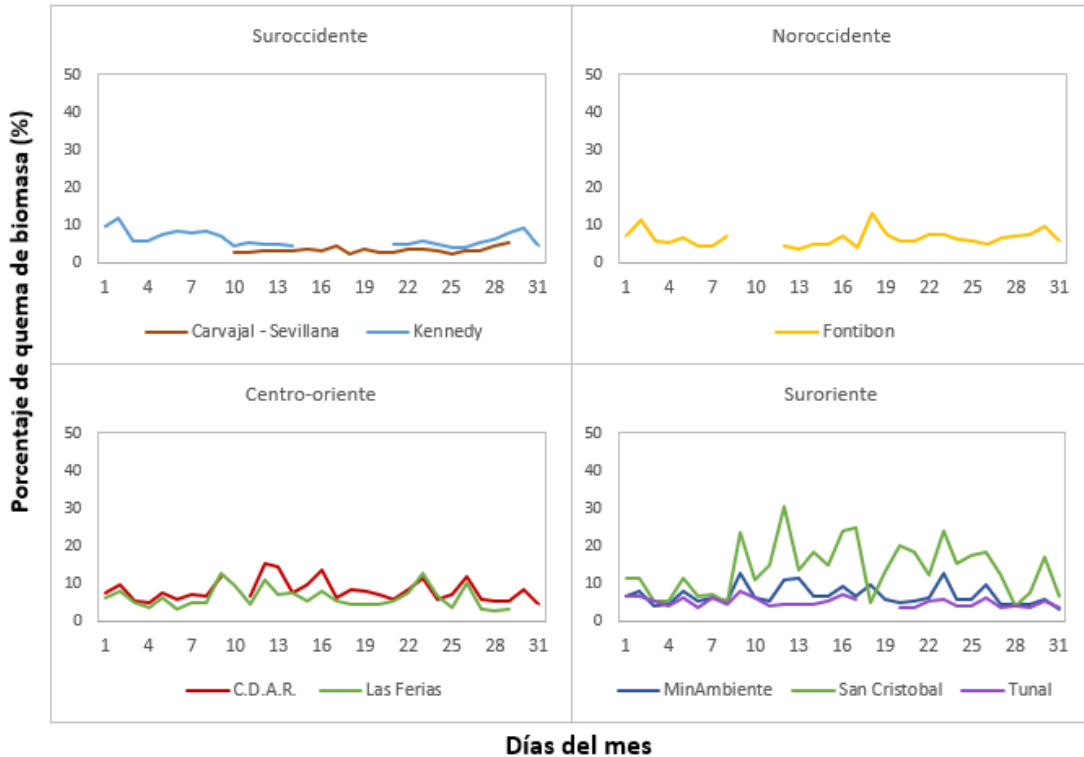 Porcentaje de quema de biomasa (%)
Suroccidente
50
40
30
20
10
0
1 4 7 10 13 16 19 22 25 28 31
Carvajal - Sevillana Kennedy
Noroccidente
50
40
30
20
10
0
1 4 7 10 13 16 19 22 25 28 31
Fontibon
Centro-oriente
50
40
30
20
10
0
1 4 7 10 13 16 19 22 25 28 31
C.D.A.R. Las Ferias
Suroriente
50
40
30
20
10
0
1 4 7 10 13 16 19 22 25 28 31
MinAmbiente San Cristobal Tunal
Días del mes